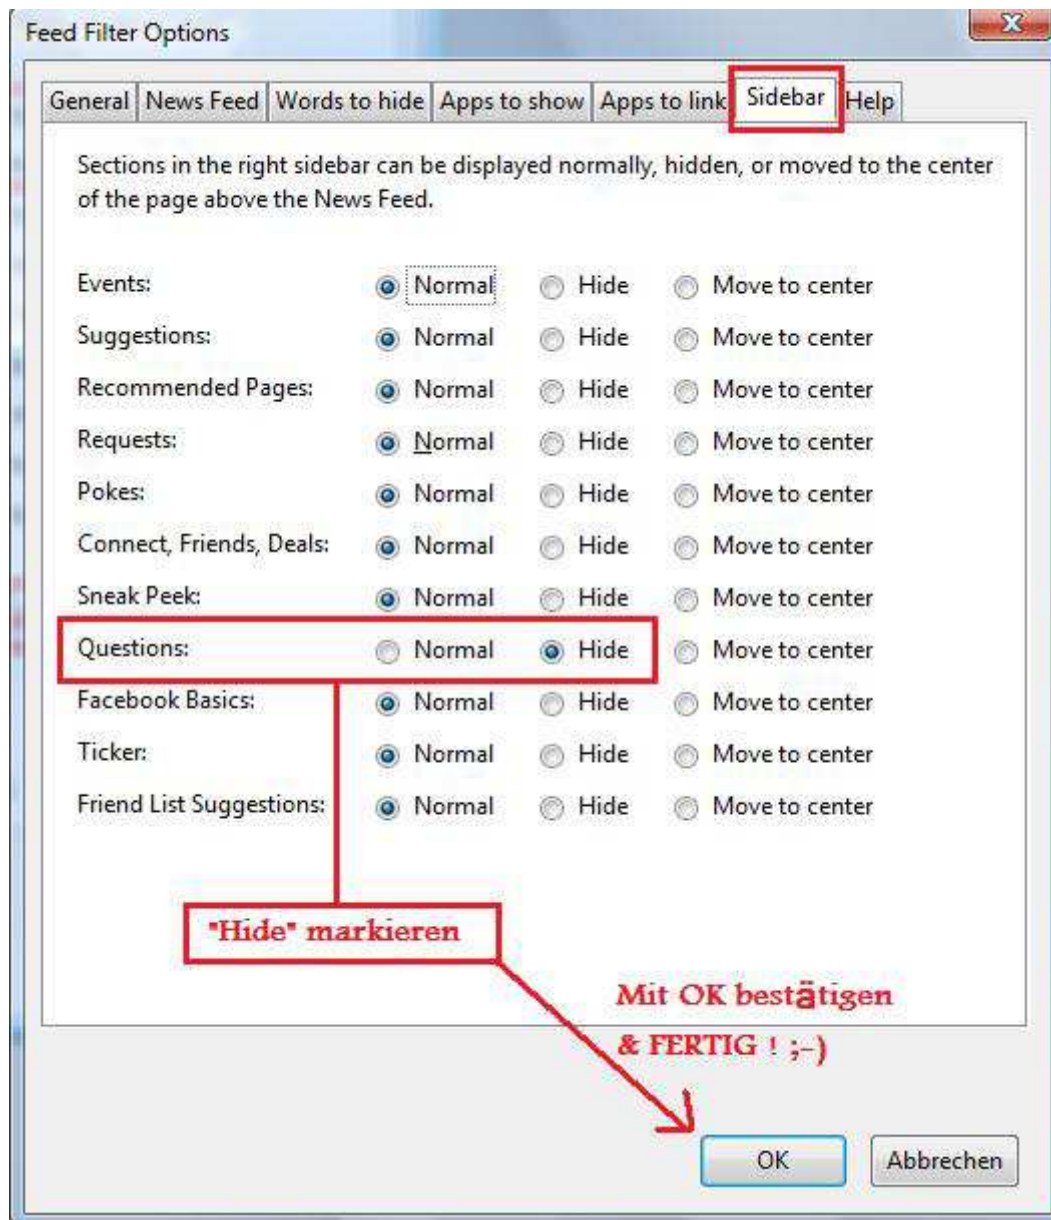 Feed Filter Options
General News Feed Words to hide Apps to show Apps to link Sidebar Help
Sections in the right sidebar can be displayed normally, hidden, or moved to the center
of the page above the News Feed.
Events: Normal Hide Move to center
Suggestions: Normal Hide Move to center
Recommended Pages: Normal Hide Move to center
Requests: Normal Hide Move to center
Pokes: Normal Hide Move to center
Connect, Friends, Deals: Normal Hide Move to center
Sneak Peek: Normal Hide Move to center
Questions: Normal Hide Move to center
Facebook Basics: Normal Hide Move to center
Ticker: Normal Hide Move to center
Friend List Suggestions: Normal Hide Move to center
"Hide" markieren
Mit OK bestätigen
& FERTIG ! ;-)
OK Abbrechen